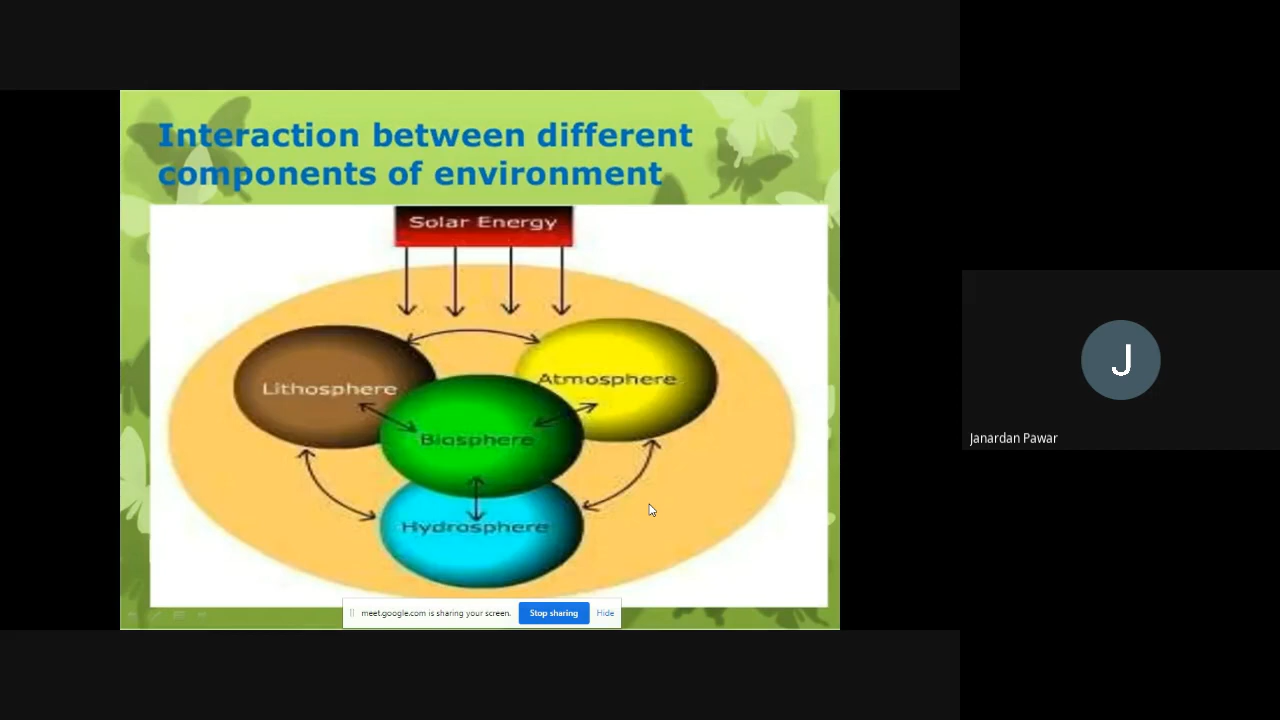 Interaction between different
components of environment
Solar Energy
Lithosphere
Atmosphere
Biosphere
Hydrosphere
meet.google.com is sharing your screen.
Stop sharing
Hide
J
Janardan Pawar